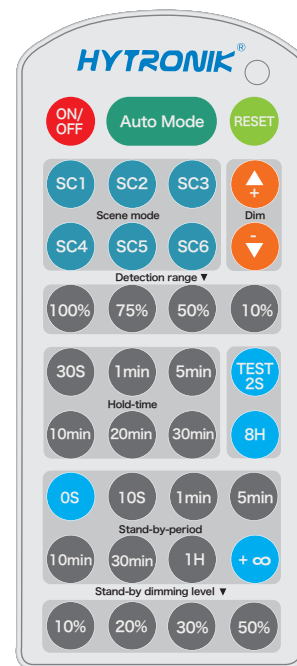 HYTRONIK®
ON/
OFF
Auto Mode
RESET
SC1 SC2 SC3
+
Scene mode
Dim
SC4 SC5 SC6
-
Detection range ▼
100% 75% 50% 10%
30S 1min 5min
TEST
2S
Hold-time
10min 20min 30min 8H
0S 10S 1min 5min
Stand-by-period
10min 30min 1H + ∞
Stand-by dimming level ▼
10% 20% 30% 50%